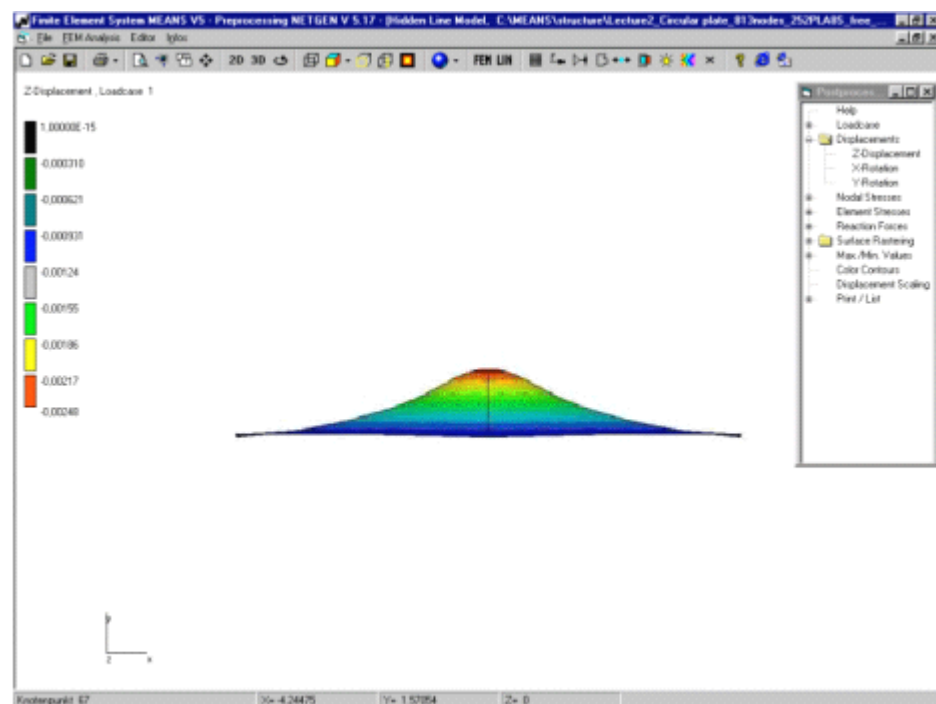 Finite Element System MEANS V5 - Preprocessing NETGEN V 5.17 - [Hidden Line Model, C:\MEANS\structure\Lecture2_Circular plate_813nodes_252PLA8S_free_...
File FEM Analysis Editor Igfos
2D 3D FEM LIN
Z-Displacement , Loadcase 1
1,00000E-15
-0,000310
-0,000621
-0,000931
-0,00124
-0,00155
-0,00186
-0,00217
-0,00248
Postproces...
Help
Loadcase
Displacements
Z-Displacement
X-Rotation
Y-Rotation
Nodal Stresses
Element Stresses
Reaction Forces
Surface Rastering
Max./Min. Values
Color Contours
Displacement Scaling
Print / List
y
z x
Knotenpunkt 67 X= -4.24475 Y= 1.57054 Z= 0